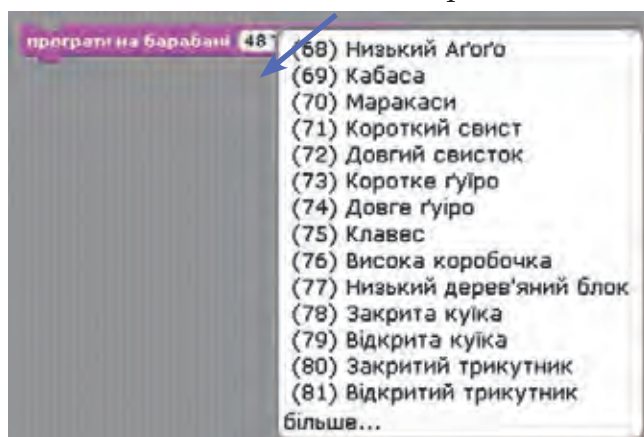 програти на барабані 48
(68) Низький Аґоґо
(69) Кабаса
(70) Маракаси
(71) Короткий свист
(72) Довгий свисток
(73) Коротке ґуїро
(74) Довге ґуіро
(75) Клавес
(76) Висока коробочка
(77) Низький дерев'яний блок
(78) Закрита куїка
(79) Відкрита куїка
(80) Закритий трикутник
(81) Відкритий трикутник
більше...